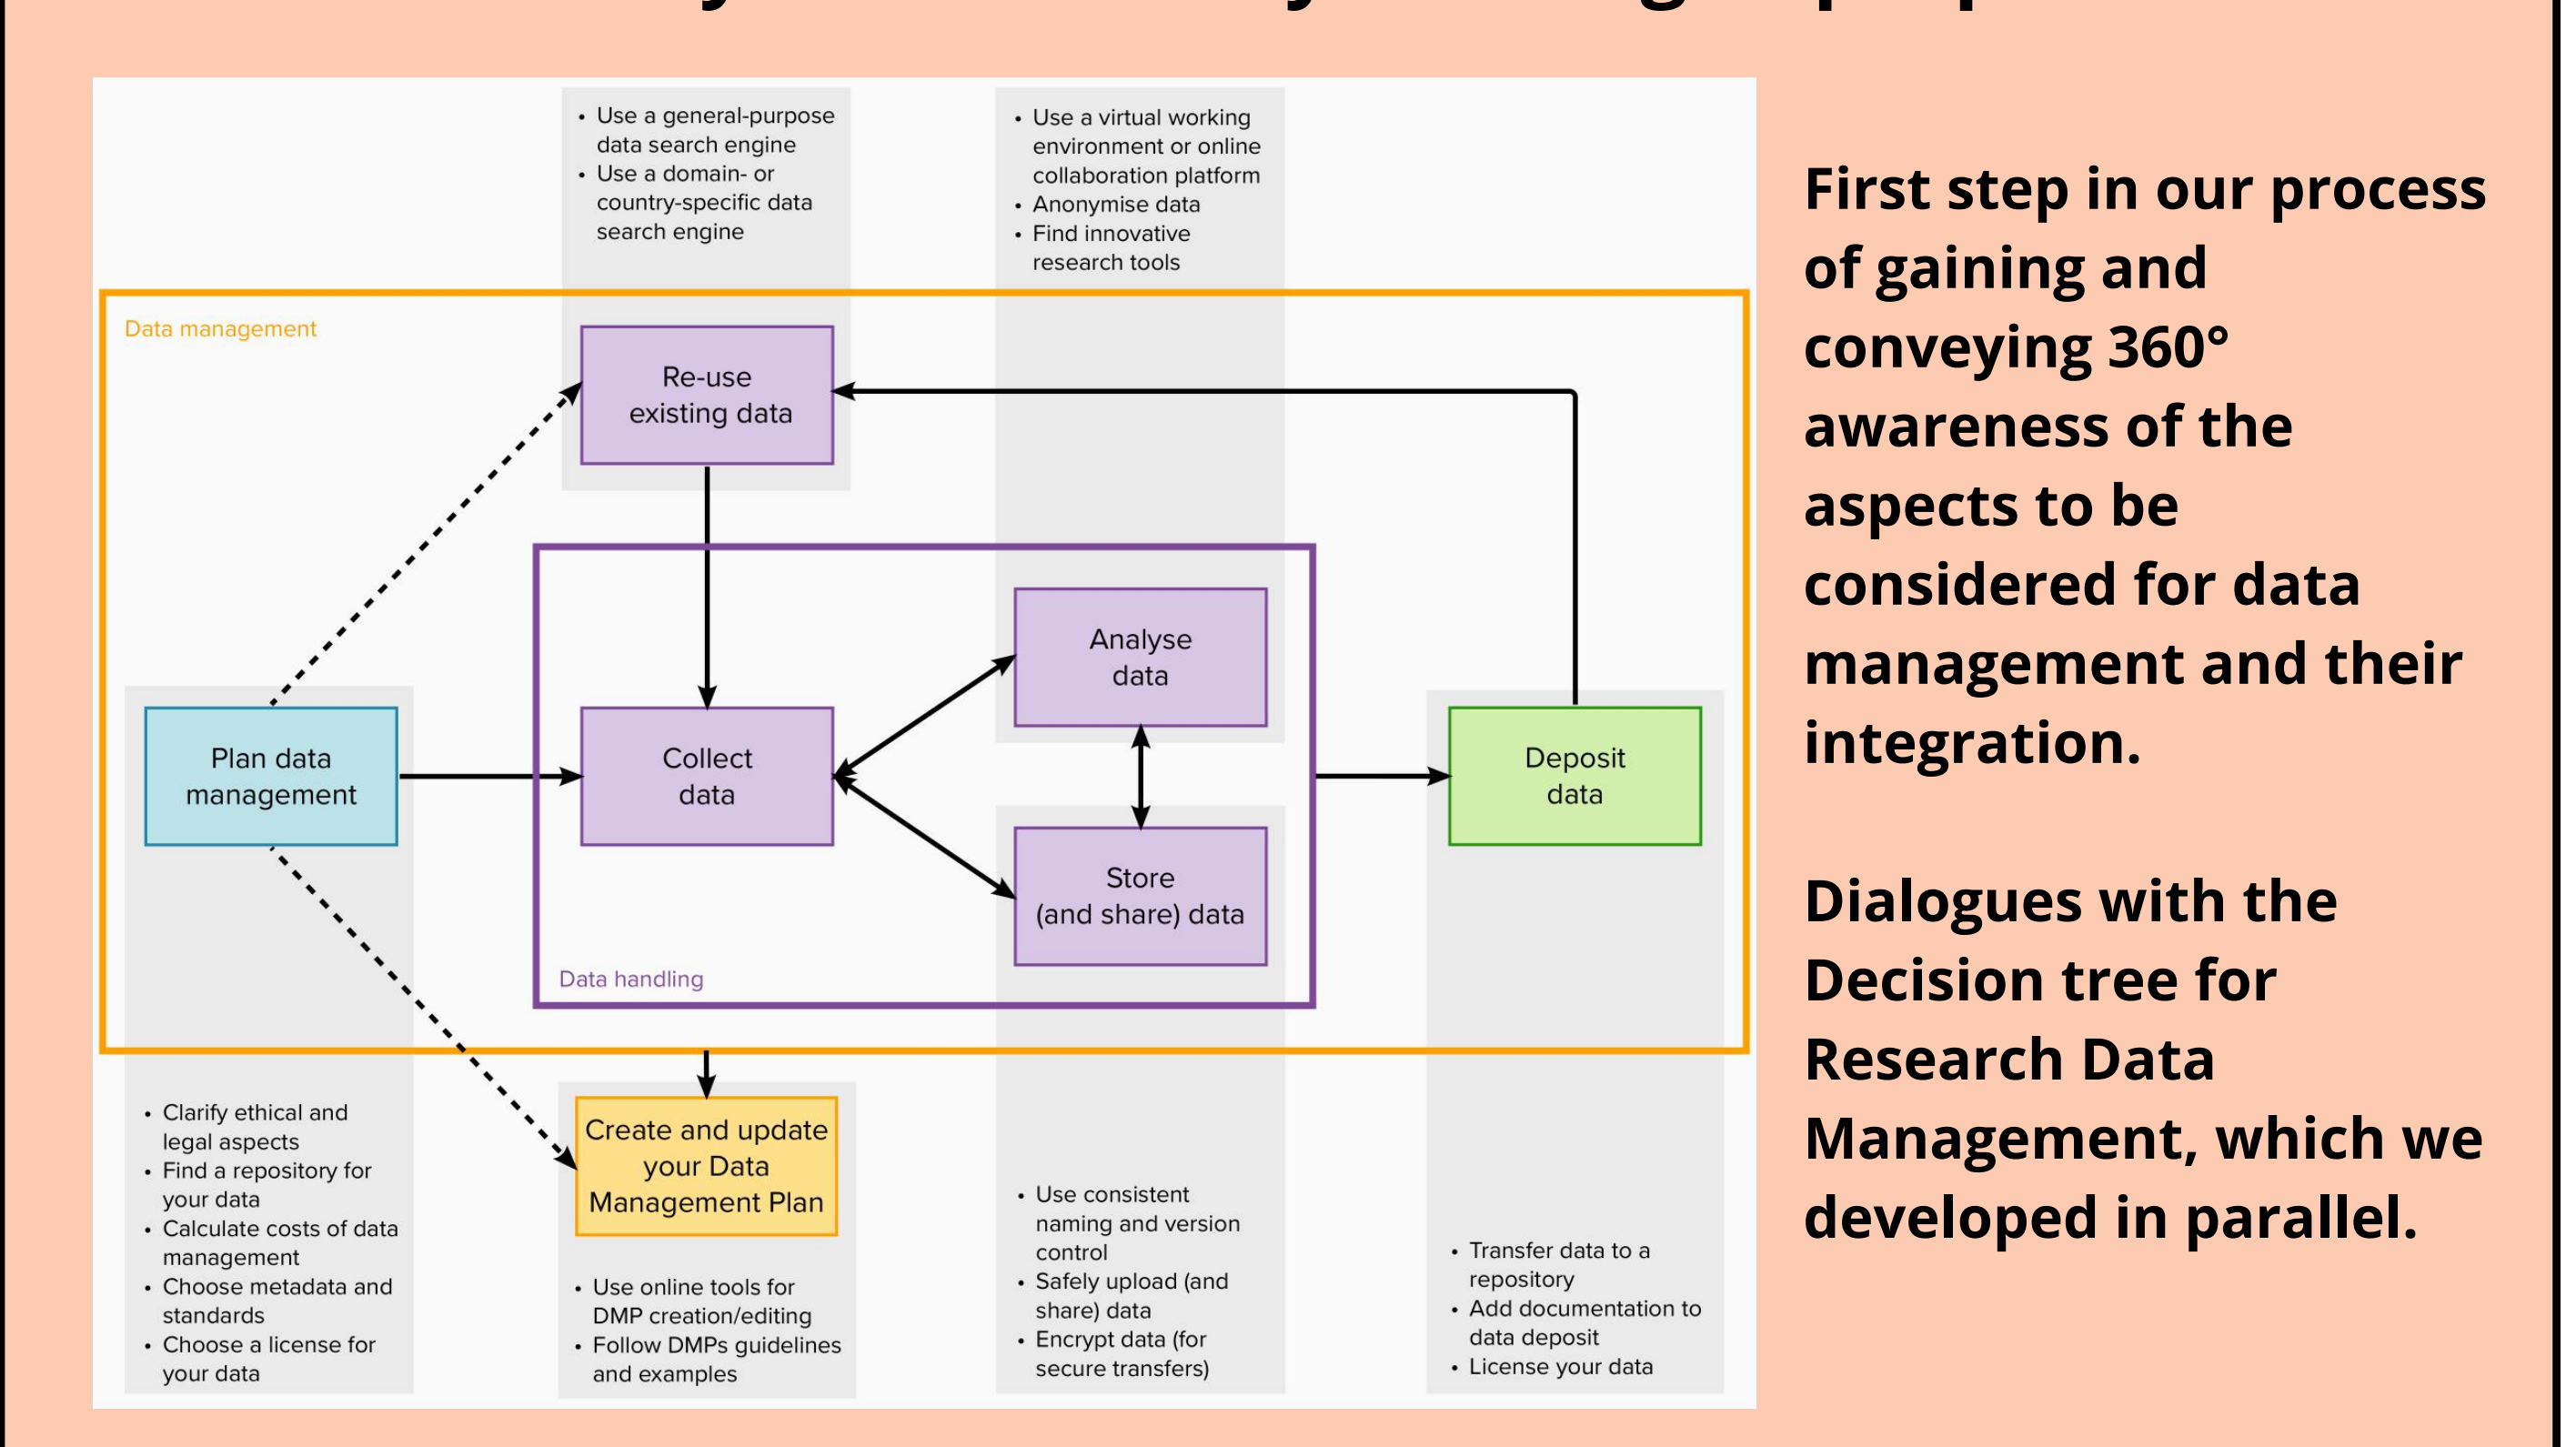 • Use a general-purpose
data search engine
• Use a domain- or
country-specific data
search engine
• Use a virtual working
environment or online
collaboration platform
• Anonymise data
• Find innovative
research tools
Data management
Re-use
existing data
Analyse
data
Plan data
management
Collect
data
Deposit
data
Store
(and share) data
Data handling
• Clarify ethical and
legal aspects
• Find a repository for
your data
• Calculate costs of data
management
• Choose metadata and
standards
• Choose a license for
your data
Create and update
your Data
Management Plan
• Use online tools for
DMP creation/editing
• Follow DMPs guidelines
and examples
• Use consistent
naming and version
control
• Safely upload (and
share) data
• Encrypt data (for
secure transfers)
• Transfer data to a
repository
• Add documentation to
data deposit
• License your data
First step in our process
of gaining and
conveying 360°
awareness of the
aspects to be
considered for data
management and their
integration.
Dialogues with the
Decision tree for
Research Data
Management, which we
developed in parallel.